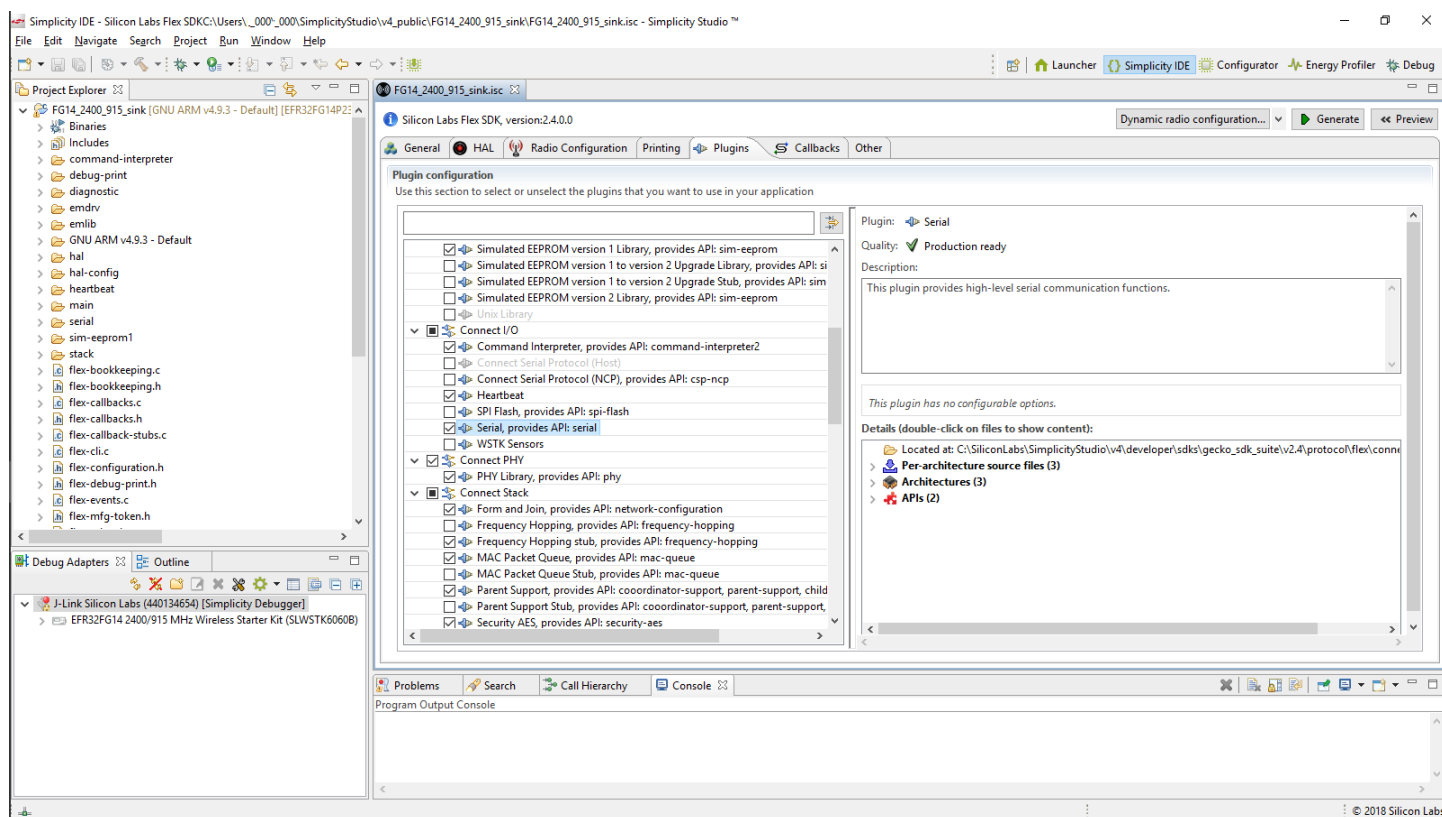 Simplicity IDE - Silicon Labs Flex SDKC:\Users\._000`-_000\SimplicityStudio\v4_public\FG14_2400_915_sink\FG14_2400_915_sink.isc - Simplicity Studio ™
File Edit Navigate Search Project Run Window Help
Launcher {} Simplicity IDE Configurator Energy Profiler Debug
Project Explorer
FG14_2400_915_sink.isc
FG14_2400_915_sink [GNU ARM v4.9.3 - Default] [EFR32FG14P23
Binaries
Includes
command-interpreter
debug-print
diagnostic
emdrv
emlib
GNU ARM v4.9.3 - Default
hal
hal-config
heartbeat
main
serial
sim-eeprom1
stack
flex-bookkeeping.c
flex-bookkeeping.h
flex-callbacks.c
flex-callbacks.h
flex-callback-stubs.c
flex-cli.c
flex-configuration.h
flex-debug-print.h
flex-events.c
flex-mfg-token.h
Silicon Labs Flex SDK, version:2.4.0.0
Dynamic radio configuration... Generate Preview
General HAL Radio Configuration Printing Plugins Callbacks Other
Plugin configuration
Use this section to select or unselect the plugins that you want to use in your application
Simulated EEPROM version 1 Library, provides API: sim-eeprom
Simulated EEPROM version 1 to version 2 Upgrade Library, provides API: si
Simulated EEPROM version 1 to version 2 Upgrade Stub, provides API: sim
Simulated EEPROM version 2 Library, provides API: sim-eeprom
Unix Library
Connect I/O
Command Interpreter, provides API: command-interpreter2
Connect Serial Protocol (Host)
Connect Serial Protocol (NCP), provides API: csp-ncp
Heartbeat
SPI Flash, provides API: spi-flash
Serial, provides API: serial
WSTK Sensors
Connect PHY
PHY Library, provides API: phy
Connect Stack
Form and Join, provides API: network-configuration
Frequency Hopping, provides API: frequency-hopping
Frequency Hopping stub, provides API: frequency-hopping
MAC Packet Queue, provides API: mac-queue
MAC Packet Queue Stub, provides API: mac-queue
Parent Support, provides API: cooordinator-support, parent-support, child
Parent Support Stub, provides API: cooordinator-support, parent-support,
Security AES, provides API: security-aes
Plugin: Serial
Quality: Production ready
Description:
This plugin provides high-level serial communication functions.
This plugin has no configurable options.
Details (double-click on files to show content):
Located at: C:\SiliconLabs\SimplicityStudio\v4\developer\sdks\gecko_sdk_suite\v2.4\protocol\flex\conne
Per-architecture source files (3)
Architectures (3)
APIs (2)
Debug Adapters Outline
J-Link Silicon Labs (440134654) [Simplicity Debugger]
EFR32FG14 2400/915 MHz Wireless Starter Kit (SLWSTK6060B)
Problems Search Call Hierarchy Console
Program Output Console
© 2018 Silicon Labs